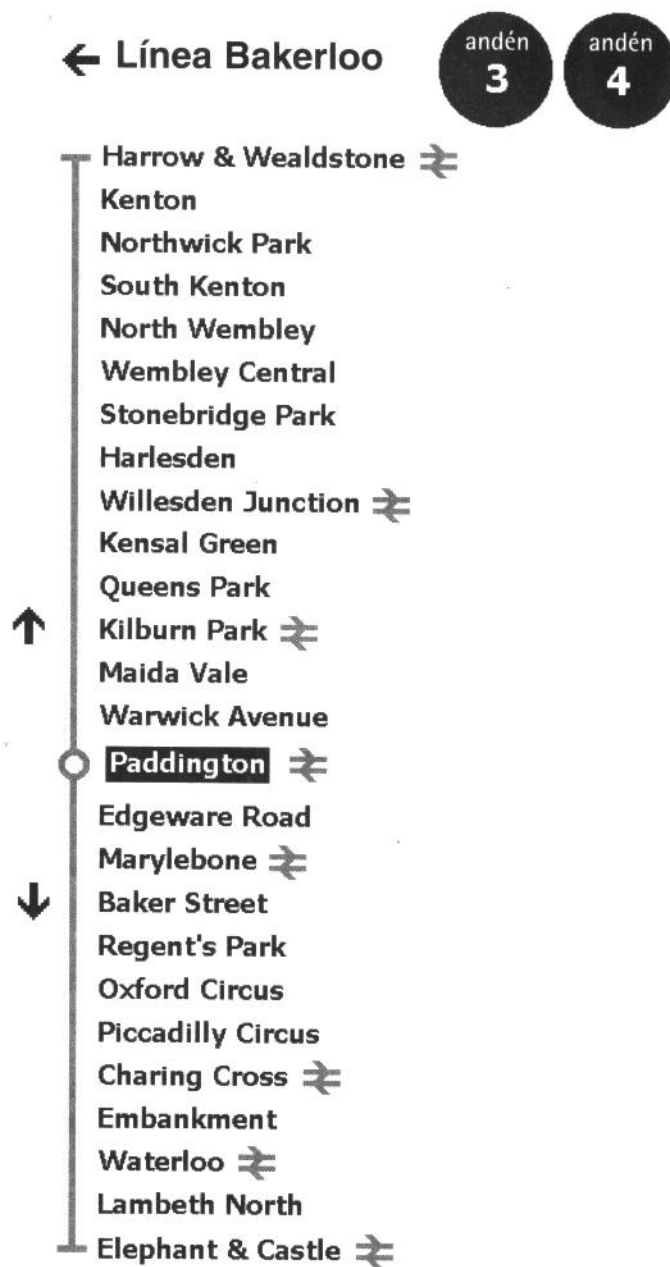 ← Línea Bakerloo
andén 3
andén 4
Harrow & Wealdstone
Kenton
Northwick Park
South Kenton
North Wembley
Wembley Central
Stonebridge Park
Harlesden
Willesden Junction
Kensal Green
Queens Park
Kilburn Park
Maida Vale
Warwick Avenue
Paddington
Edgeware Road
Marylebone
Baker Street
Regent's Park
Oxford Circus
Piccadilly Circus
Charing Cross
Embankment
Waterloo
Lambeth North
Elephant & Castle